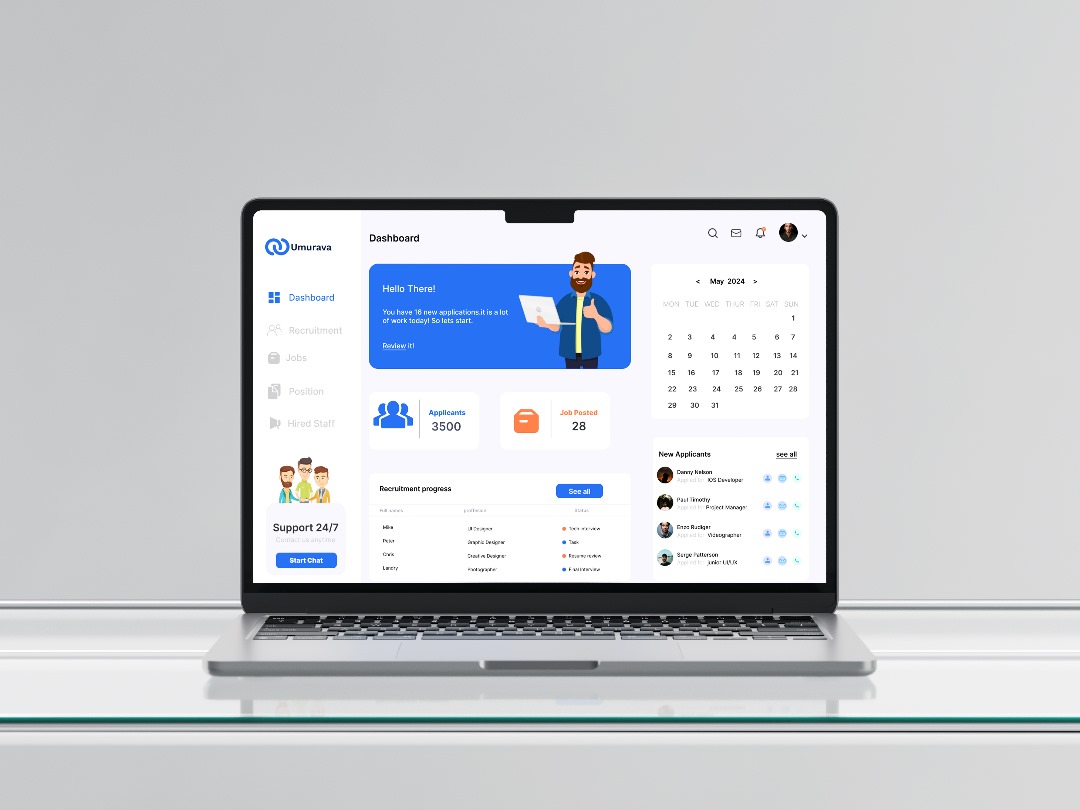 Umurava
Dashboard
Recruitment
Jobs
Position
Hired Staff
Support 24/7
Contact us anytime
Start Chat
Dashboard
Hello There!
You have 16 new applications.it is a lot
of work today! So lets start.
Review it!
Applicants
3500
Job Posted
28
Recruitment progress
See all
Full names Status
Mike UI Designer Tech interview
Peter Graphic Designer Task
Chris Creative Designer Resume review
Landry Photographer Final interview
< May 2024 >
MON TUE WED THUR FRI SAT SUN
1
2 3 4 4 5 6 7
8 9 10 11 12 13 14
15 16 17 18 19 20 21
22 23 24 25 26 27 28
29 30 31
New Applicants see all
Danny Nelson
Applied for iOS Developer
Paul Timothy
Applied for Project Manager
Enzo Rudiger
Applied for Videographer
Serge Patterson
Applied for junior UI/UX